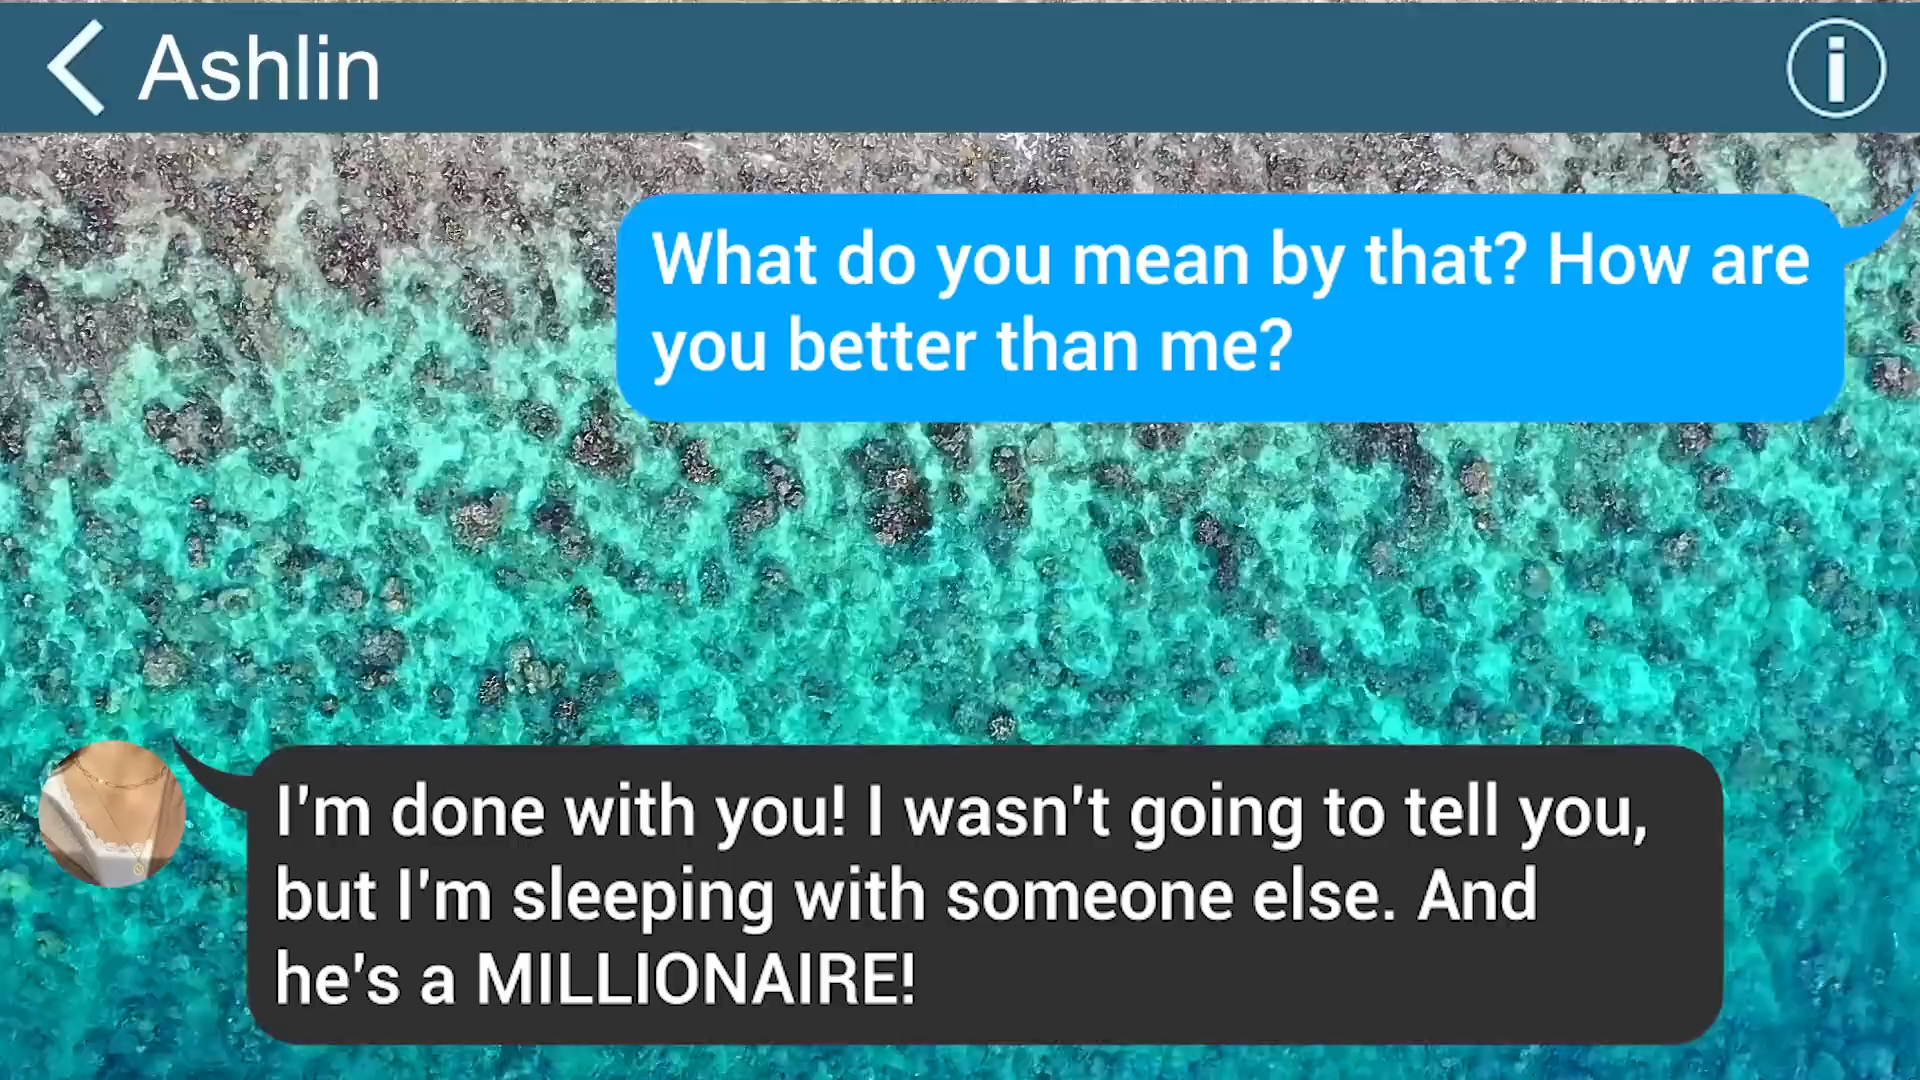 Ashlin
What do you mean by that? How are
you better than me?
I'm done with you! I wasn't going to tell you,
but I'm sleeping with someone else. And
he's a MILLIONAIRE!